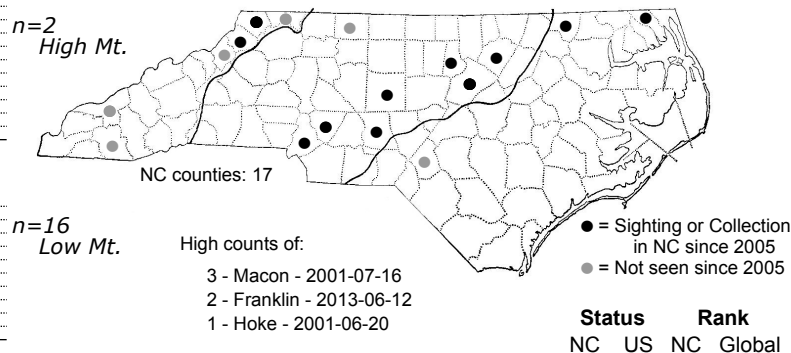 n=2
High Mt.
NC counties: 17
n=16
Low Mt.
High counts of:
3 - Macon - 2001-07-16
2 - Franklin - 2013-06-12
1 - Hoke - 2001-06-20
= Sighting or Collection
in NC since 2005
= Not seen since 2005
Status Rank
NC US NC Global